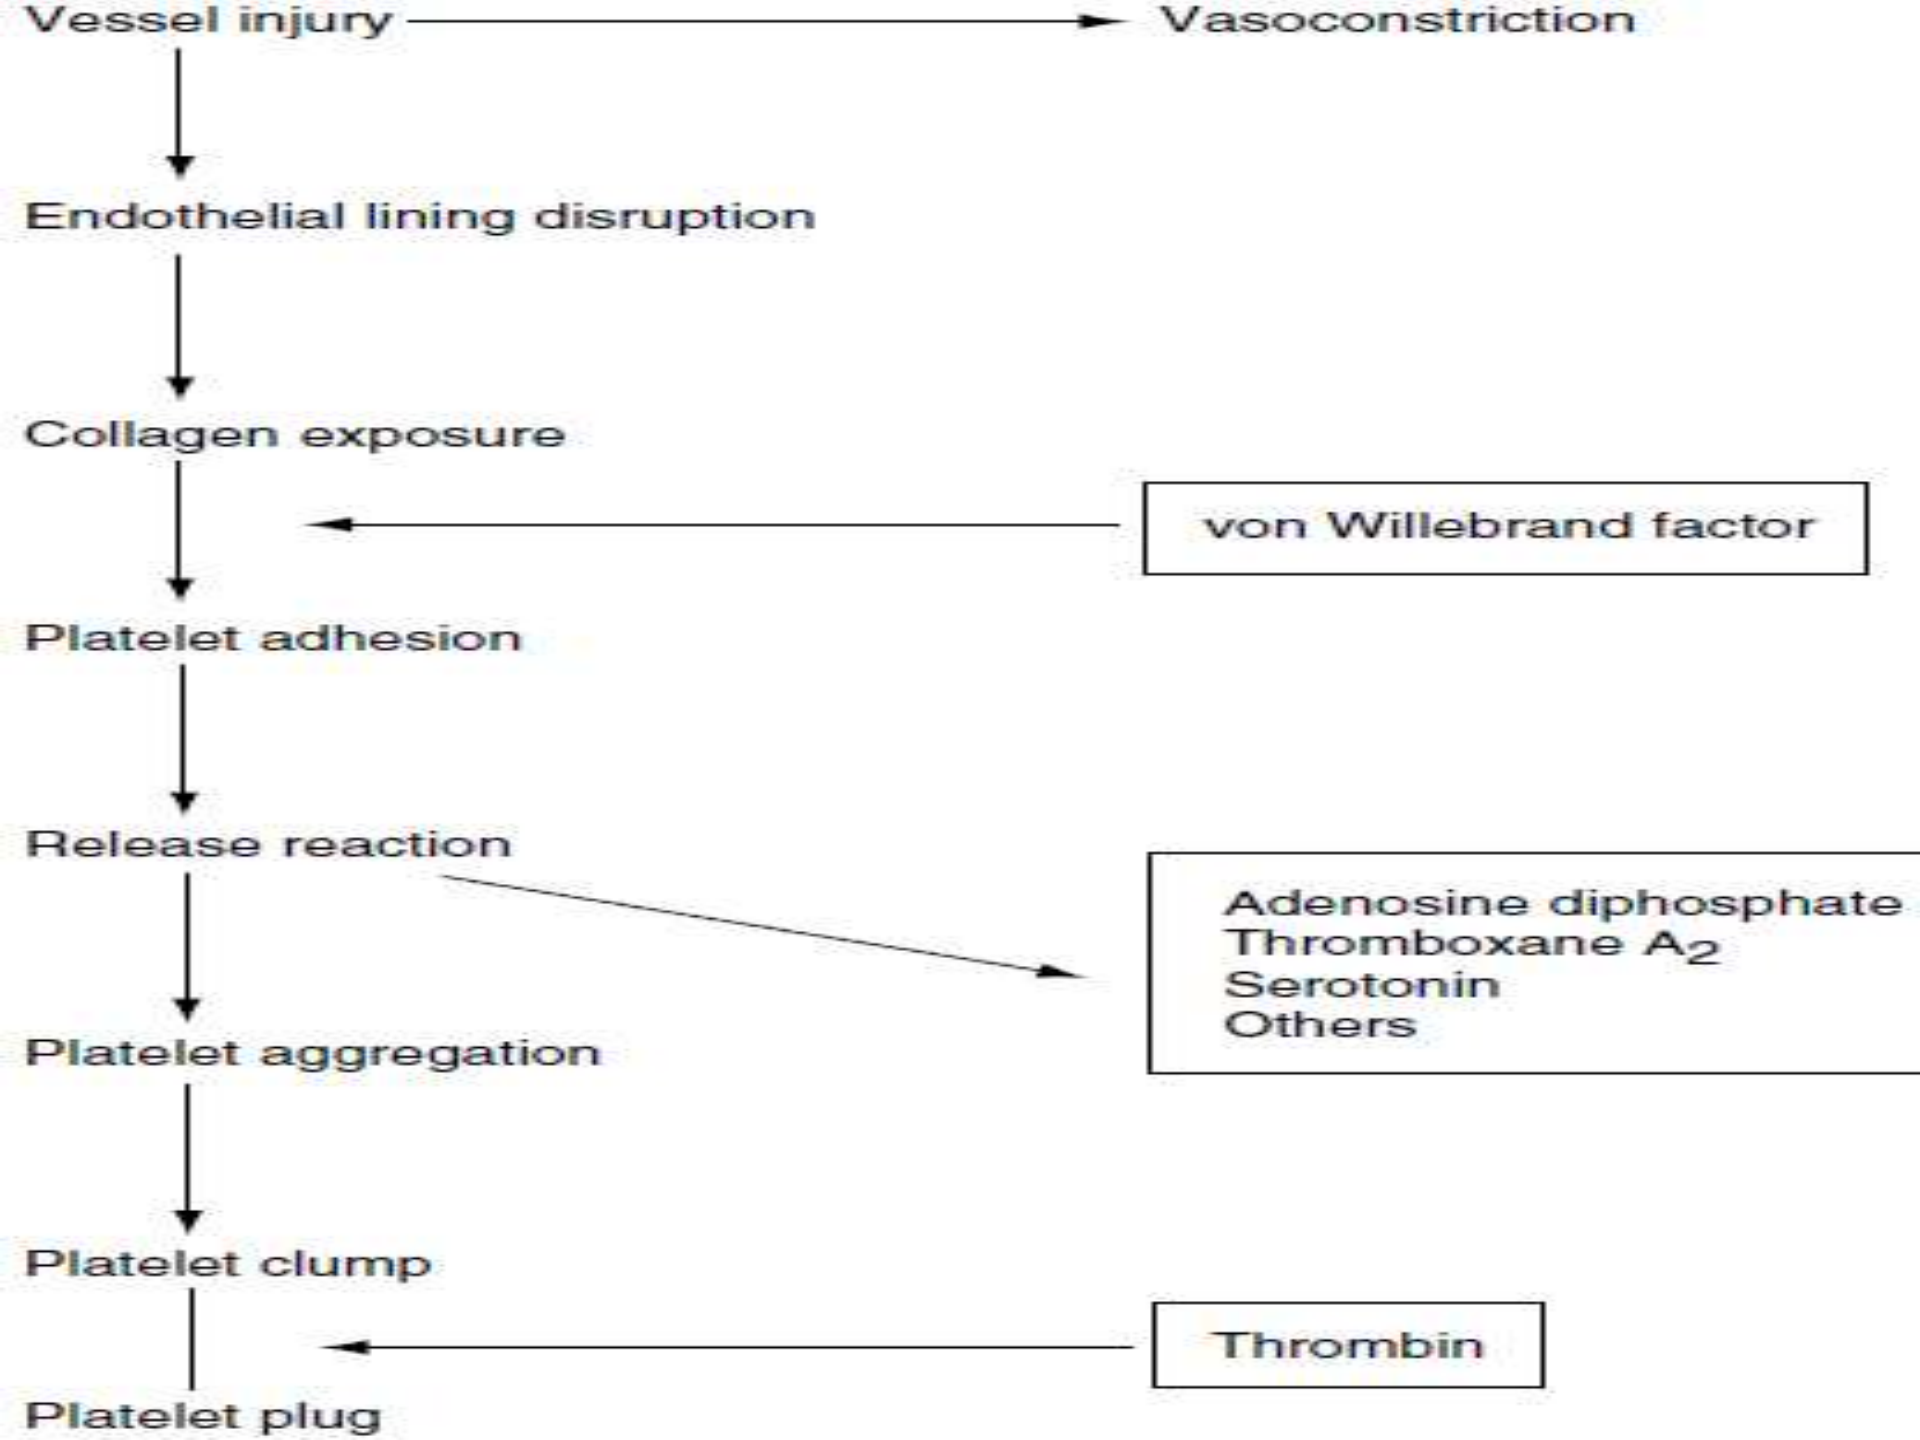 Vessel injury
Vasoconstriction
Endothelial lining disruption
Collagen exposure
von Willebrand factor
Platelet adhesion
Release reaction
Adenosine diphosphate
Thromboxane A₂
Serotonin
Others
Platelet aggregation
Platelet clump
Thrombin
Platelet plug